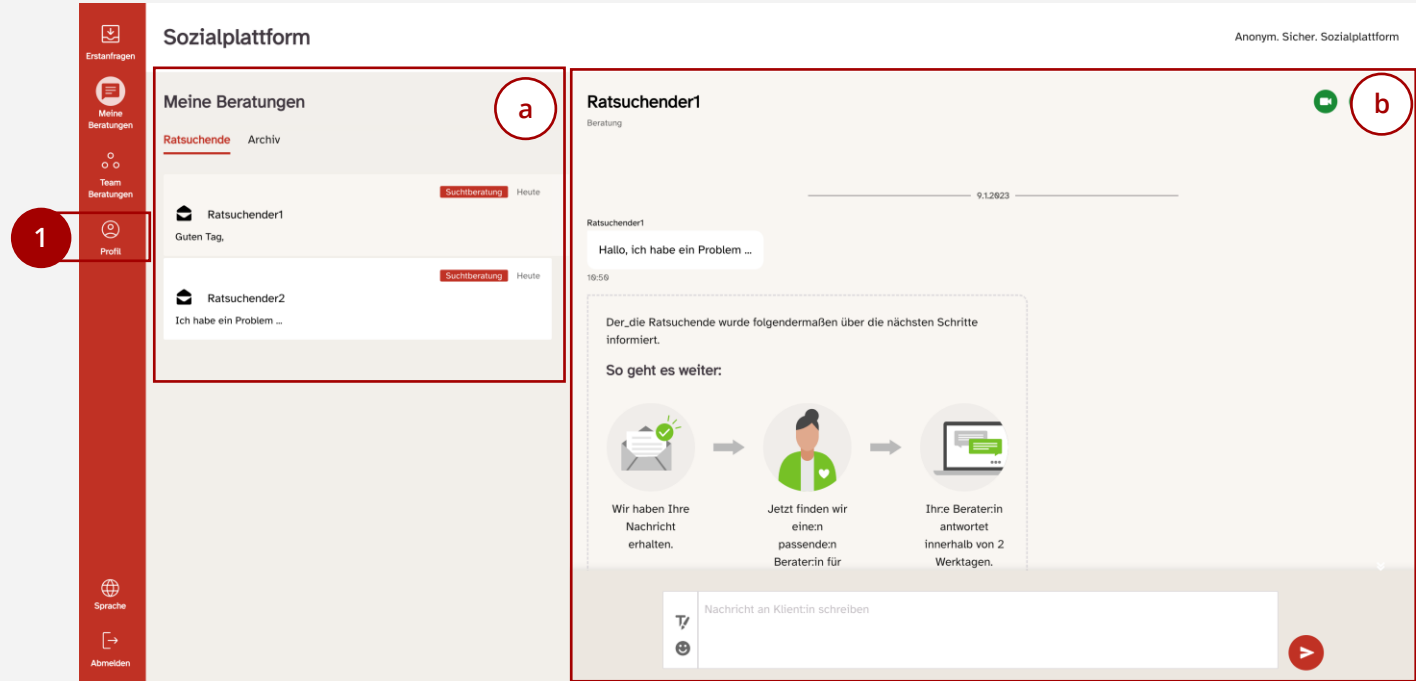 Erstanfragen
Meine
Beratungen
Team
Beratungen
1
Profil
Sprache
Abmelden
Sozialplattform
Anonym. Sicher. Sozialplattform
Meine Beratungen
a
Ratsuchende Archiv
Suchtberatung Heute
Ratsuchender1
Guten Tag,
Suchtberatung Heute
Ratsuchender2
Ich habe ein Problem ...
Ratsuchender1
b
Beratung
9.1.2023
Ratsuchender1
Hallo, ich habe ein Problem ...
10:50
Der_die Ratsuchende wurde folgendermaßen über die nächsten Schritte
informiert.
So geht es weiter:
Wir haben Ihre
Nachricht
erhalten.
Jetzt finden wir
eine:n
passende:n
Berater:in für
Ihr:e Berater:in
antwortet
innerhalb von 2
Werktagen.
Nachricht an Klient:in schreiben